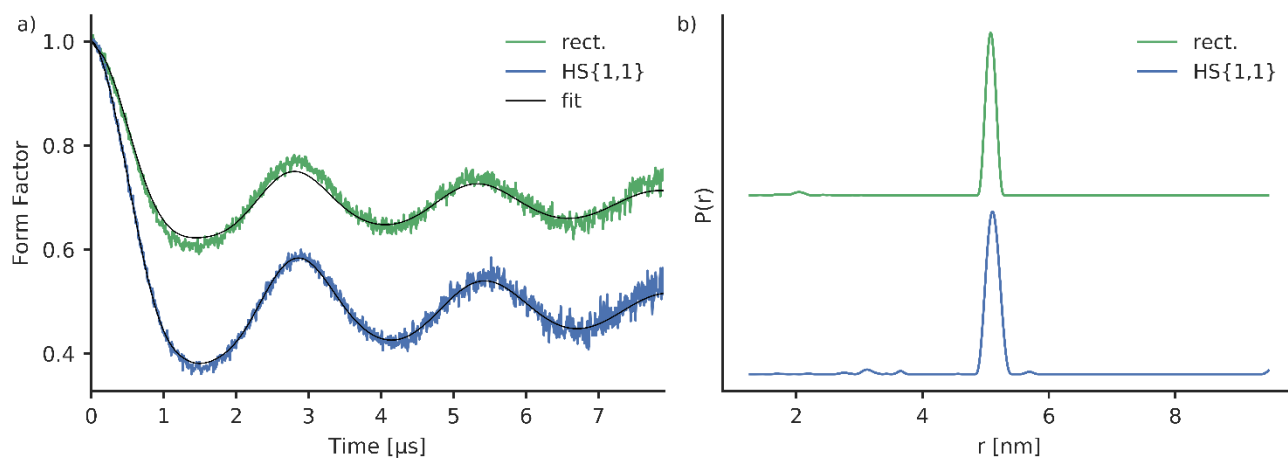 a)
1.0
0.8
0.6
0.4
Form Factor
rect.
HS{1,1}
fit
0 1 2 3 4 5 6 7
Time [µs]
b)
P(r)
rect.
HS{1,1}
2 4 6 8
r [nm]